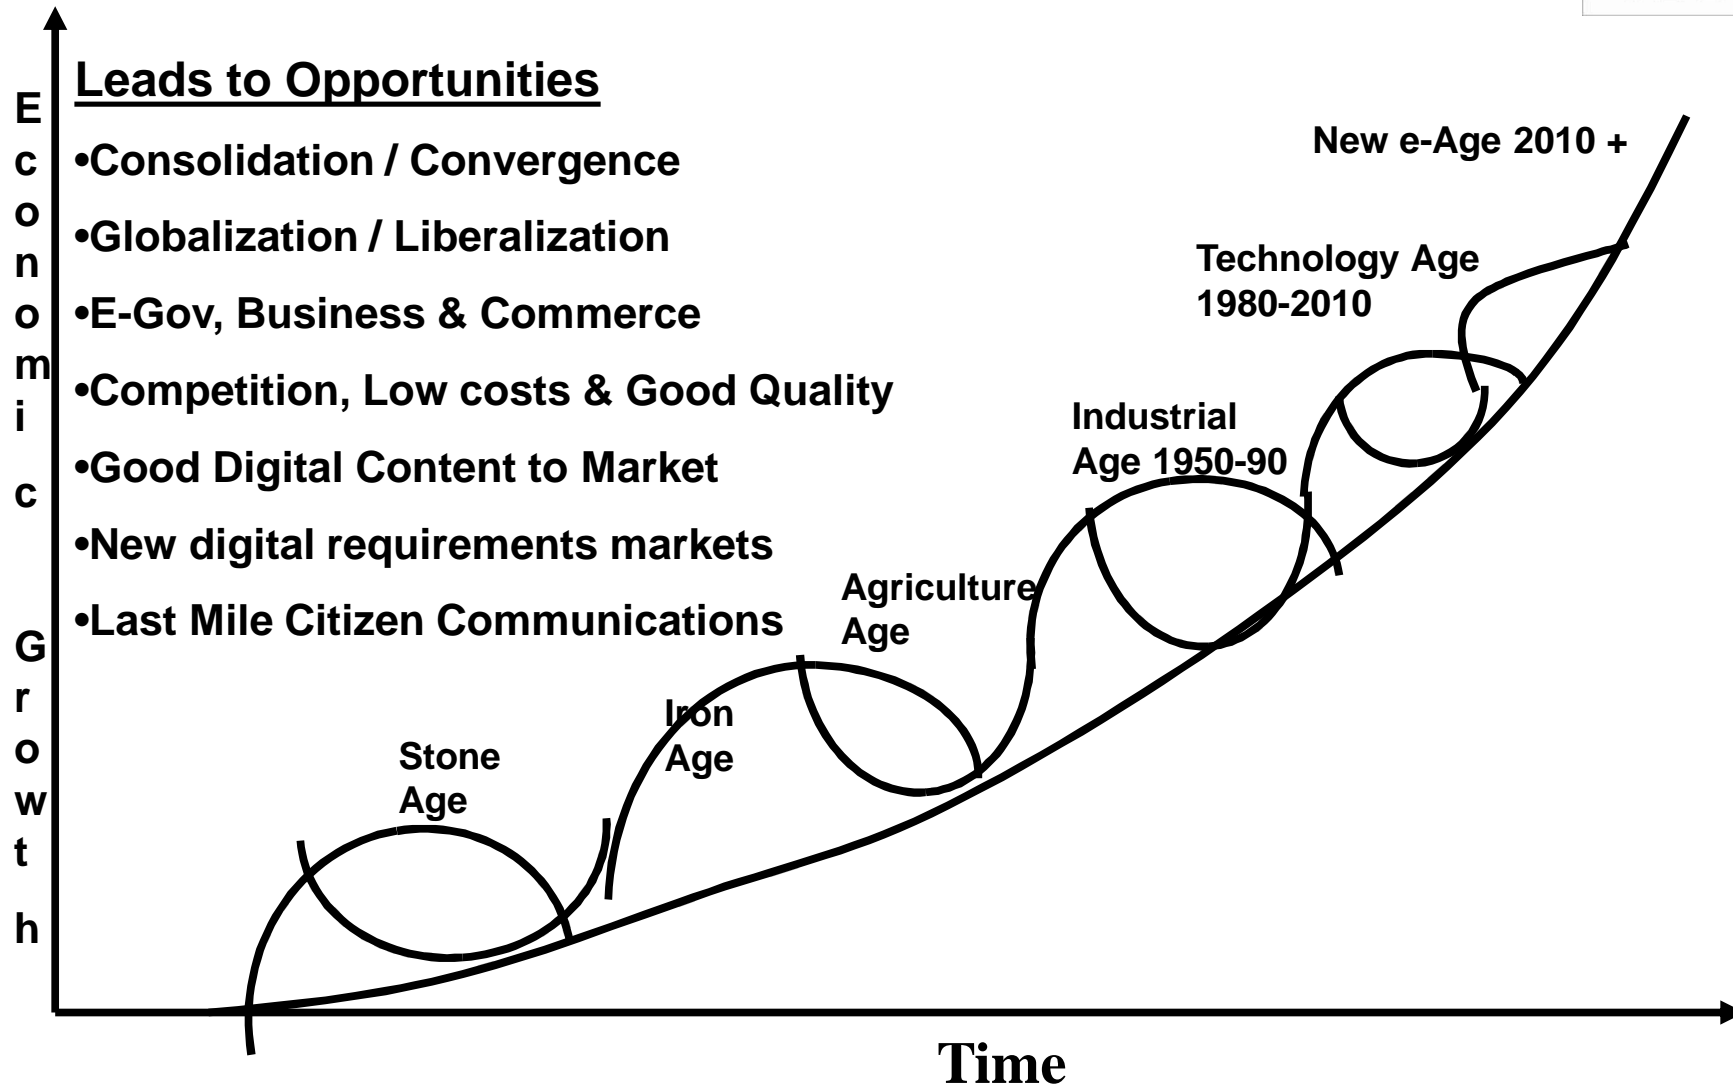 Economic Growth
Leads to Opportunities
•Consolidation / Convergence
•Globalization / Liberalization
•E-Gov, Business & Commerce
•Competition, Low costs & Good Quality
•Good Digital Content to Market
•New digital requirements markets
•Last Mile Citizen Communications
Stone
Age
Iron
Age
Agriculture
Age
Industrial
Age 1950-90
Technology Age
1980-2010
New e-Age 2010 +
Time